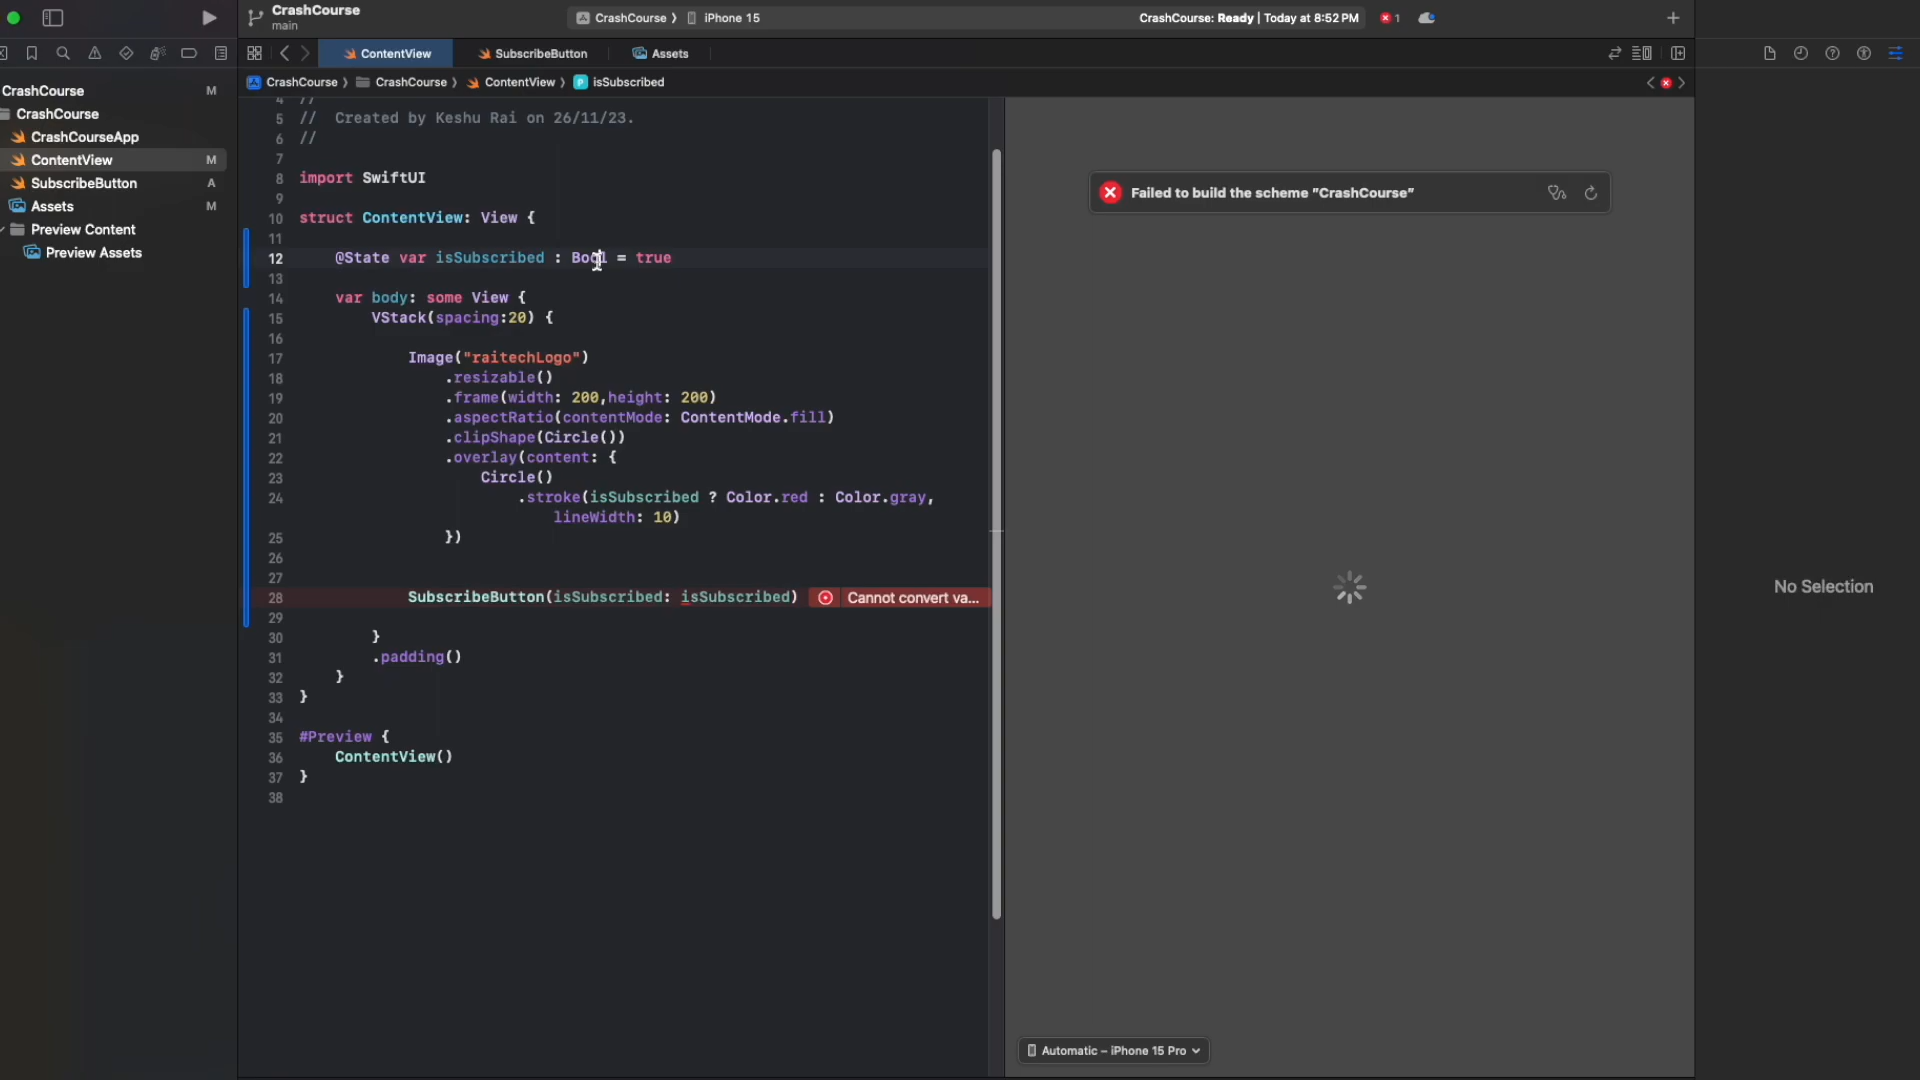 CrashCourse
main
CrashCourse
iPhone 15
CrashCourse: Ready | Today at 8:52 PM
1
ContentView
SubscribeButton
Assets
CrashCourse
CrashCourse
ContentView
isSubscribed
CrashCourse
M
CrashCourse
CrashCourseApp
ContentView
M
SubscribeButton
A
Assets
M
Preview Content
Preview Assets
4 //
5 // Created by Keshu Rai on 26/11/23.
6 //
7
8 import SwiftUI
9
10 struct ContentView: View {
11
12 @State var isSubscribed : Bool = true
13
14 var body: some View {
15 VStack(spacing:20) {
16
17 Image("raitechLogo")
18 .resizable()
19 .frame(width: 200,height: 200)
20 .aspectRatio(contentMode: ContentMode.fill)
21 .clipShape(Circle())
22 .overlay(content: {
23 Circle()
24 .stroke(isSubscribed ? Color.red : Color.gray,
lineWidth: 10)
25 })
26
27
28 SubscribeButton(isSubscribed: isSubscribed) Cannot convert va...
29
30 }
31 .padding()
32 }
33 }
34
35 #Preview {
36 ContentView()
37 }
38
Failed to build the scheme "CrashCourse"
Automatic – iPhone 15 Pro
No Selection